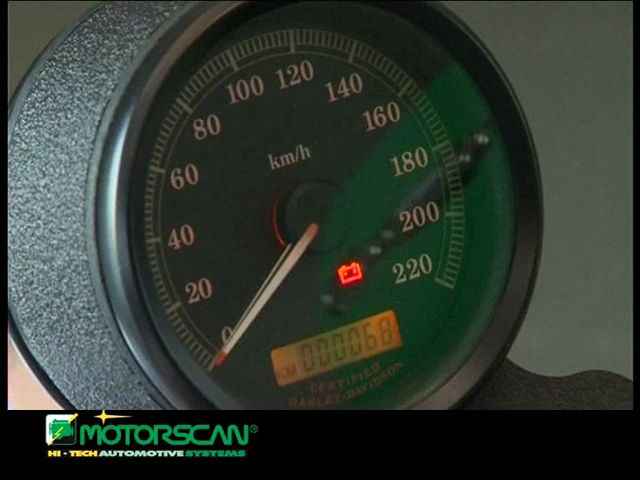 100 120 140
80 160
km/h
60 180
40 200
20 220
0
KM 000068
CERTIFIED
HARLEY-DAVIDSON
MOTORSCAN®
HI-TECH AUTOMOTIVE SYSTEMS